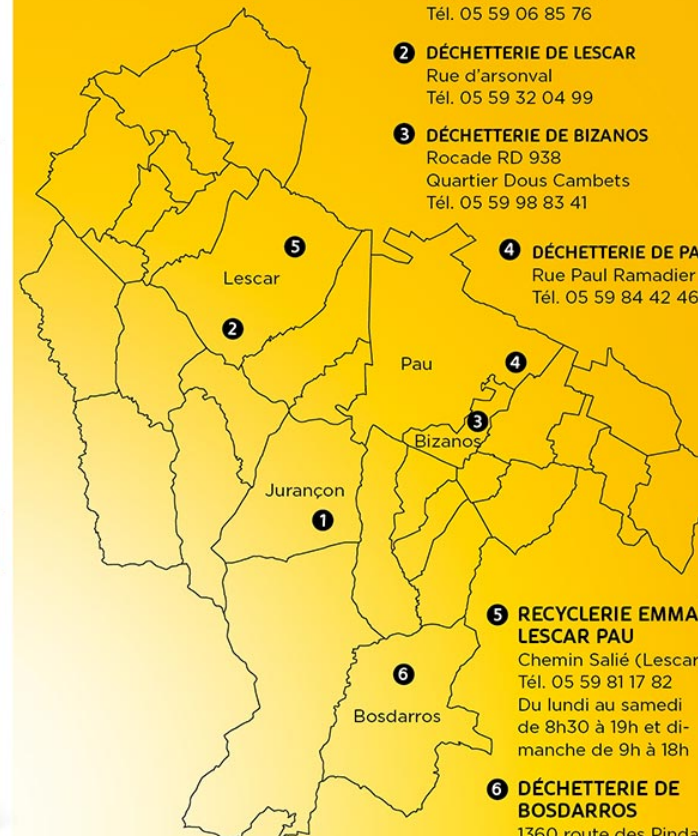 Tél. 05 59 06 85 76
2 DÉCHETTERIE DE LESCAR
Rue d'arsonval
Tél. 05 59 32 04 99
3 DÉCHETTERIE DE BIZANOS
Rocade RD 938
Quartier Dous Cambets
Tél. 05 59 98 83 41
4 DÉCHETTERIE DE PA
Rue Paul Ramadier
Tél. 05 59 84 42 46
5
Lescar
2
Pau
4
3
Bizanos
Jurançon
1
6
Bosdarros
5 RECYCLERIE EMMA
LESCAR PAU
Chemin Salié (Lescar
Tél. 05 59 81 17 82
Du lundi au samedi
de 8h30 à 19h et di-
manche de 9h à 18h
6 DÉCHETTERIE DE
BOSDARROS
1360 route des Pinda